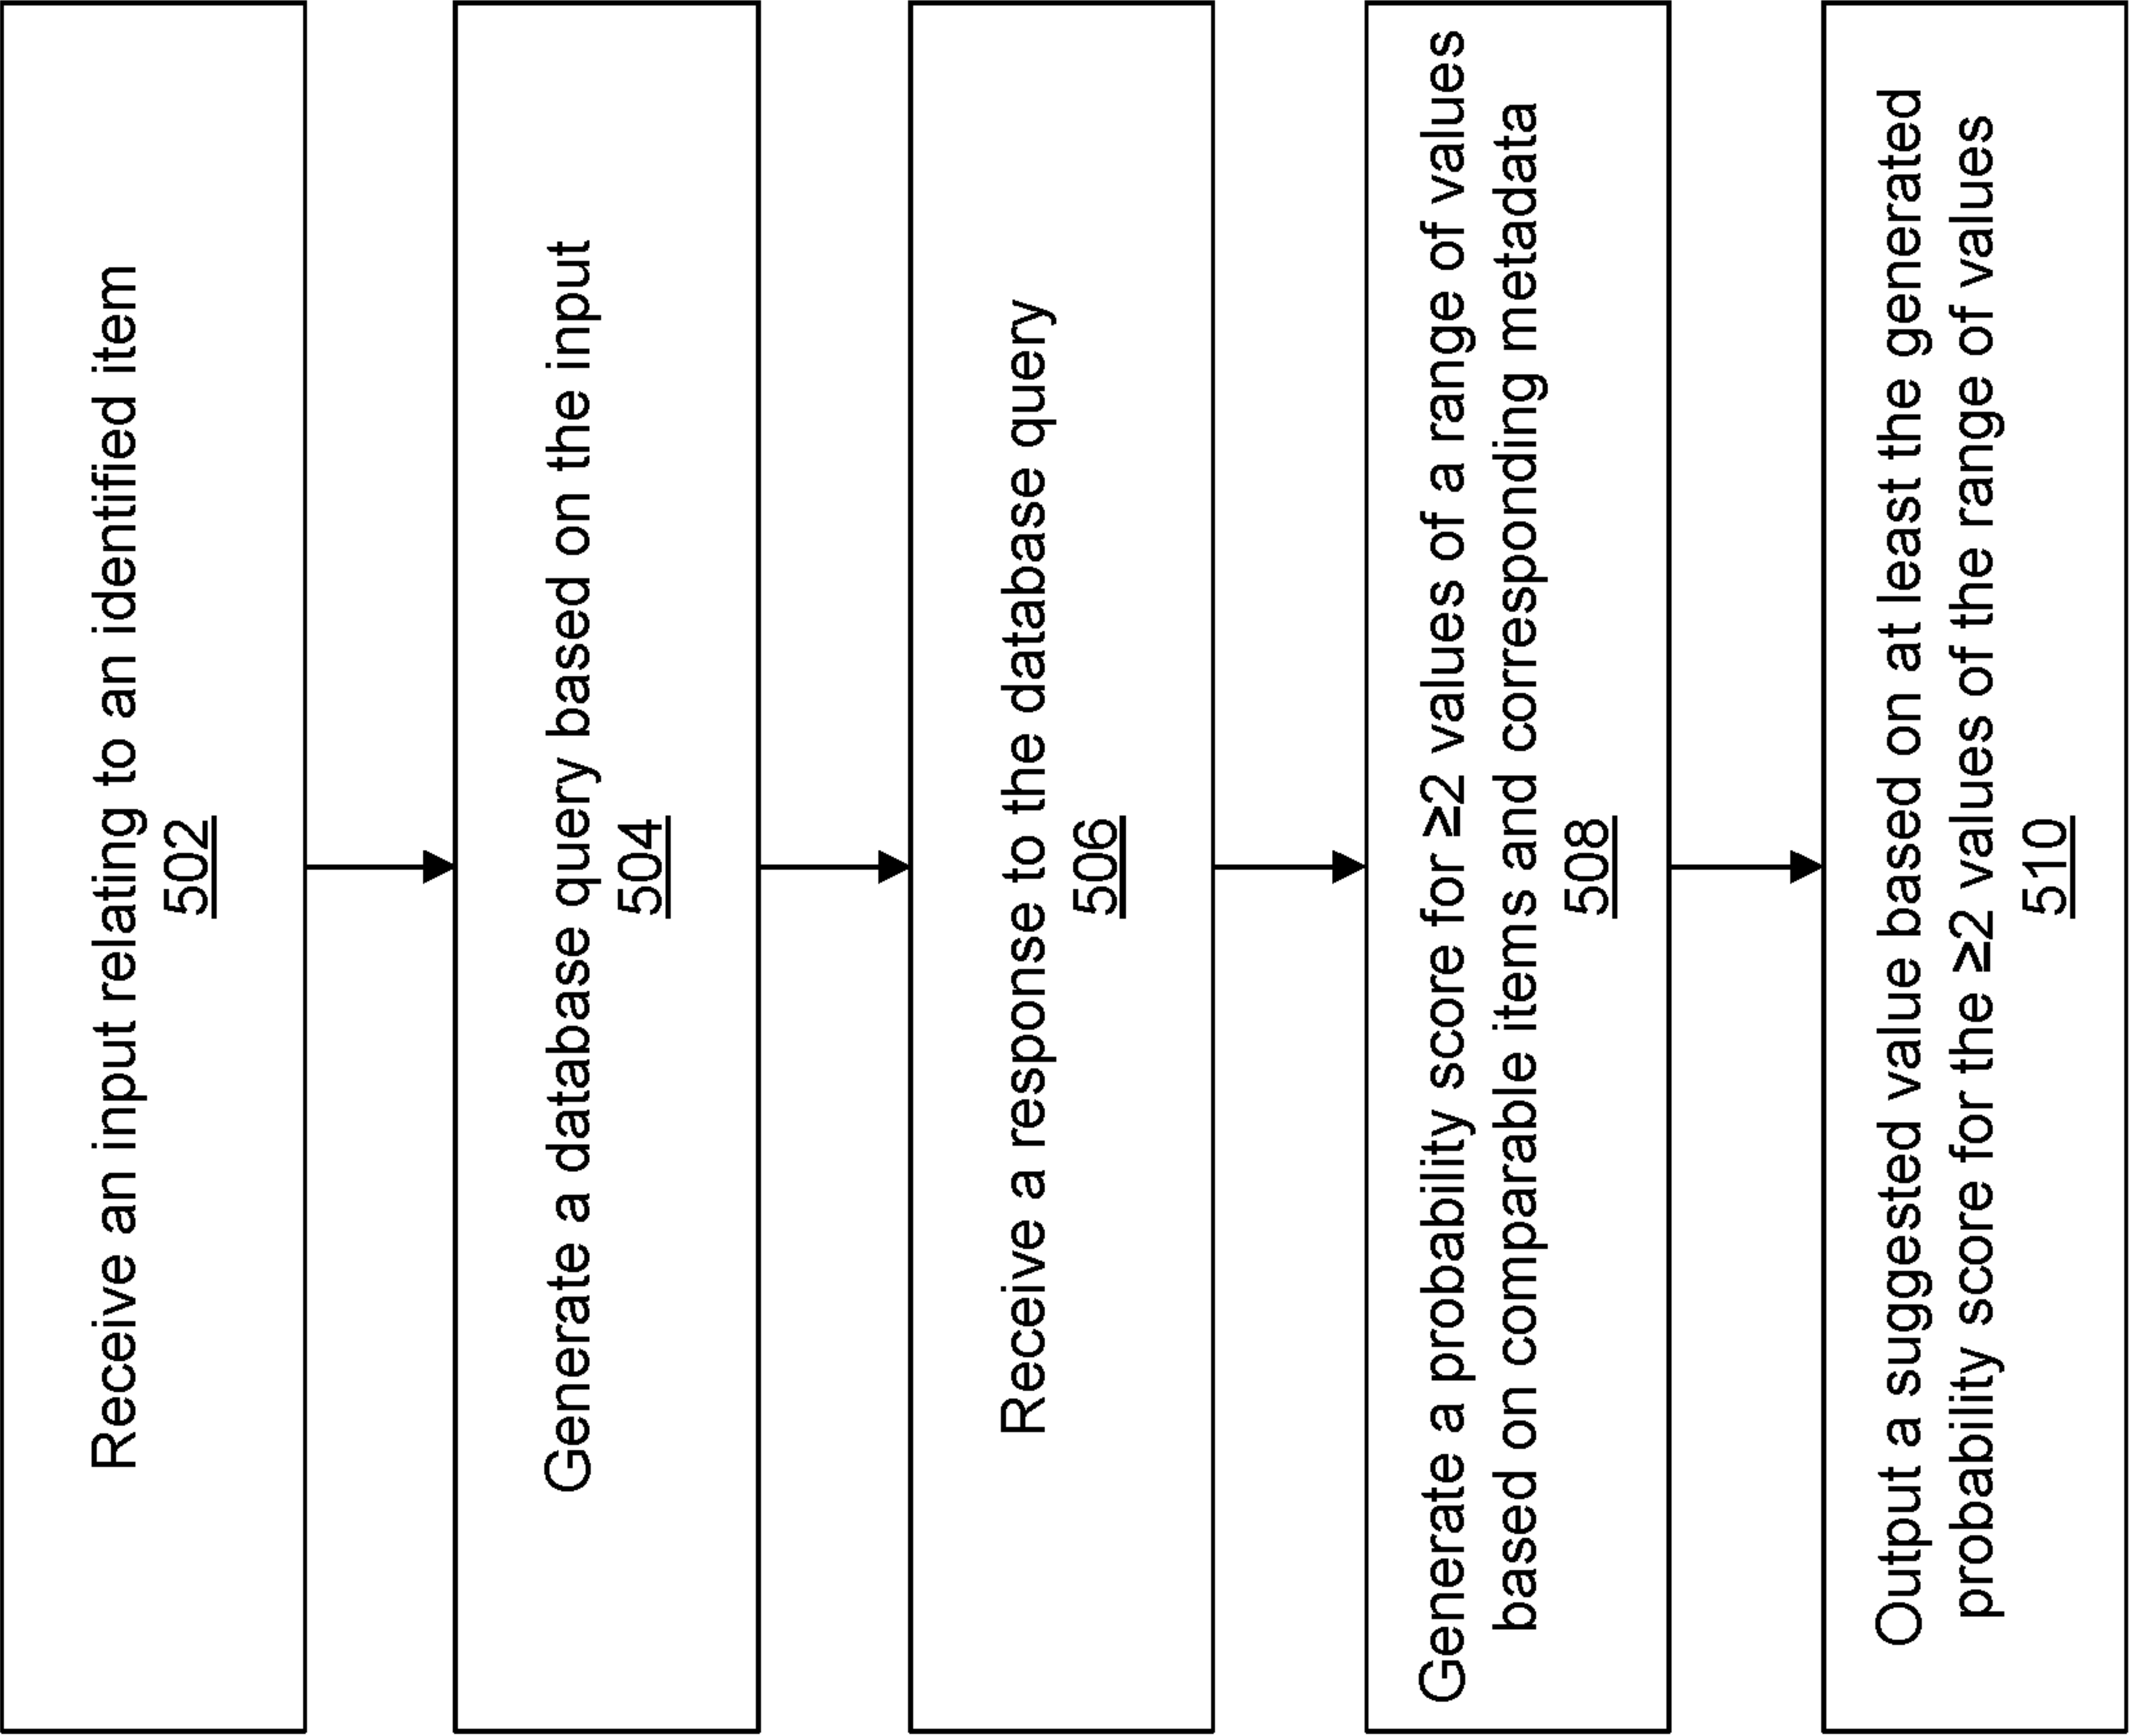 Receive an input relating to an identified item
502
Generate a database query based on the input
504
Receive a response to the database query
506
Generate a probability score for ≥2 values of a range of values
based on comparable items and corresponding metadata
508
Output a suggested value based on at least the generated
probability score for the ≥2 values of the range of values
510